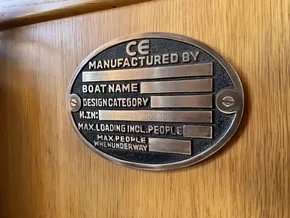 CE
MANUFACTURED BY
BOAT NAME
DESIGN CATEGORY
H.I.N:
MAX.LOADING INCL.PEOPLE
MAX.PEOPLE
WHEN UNDERWAY